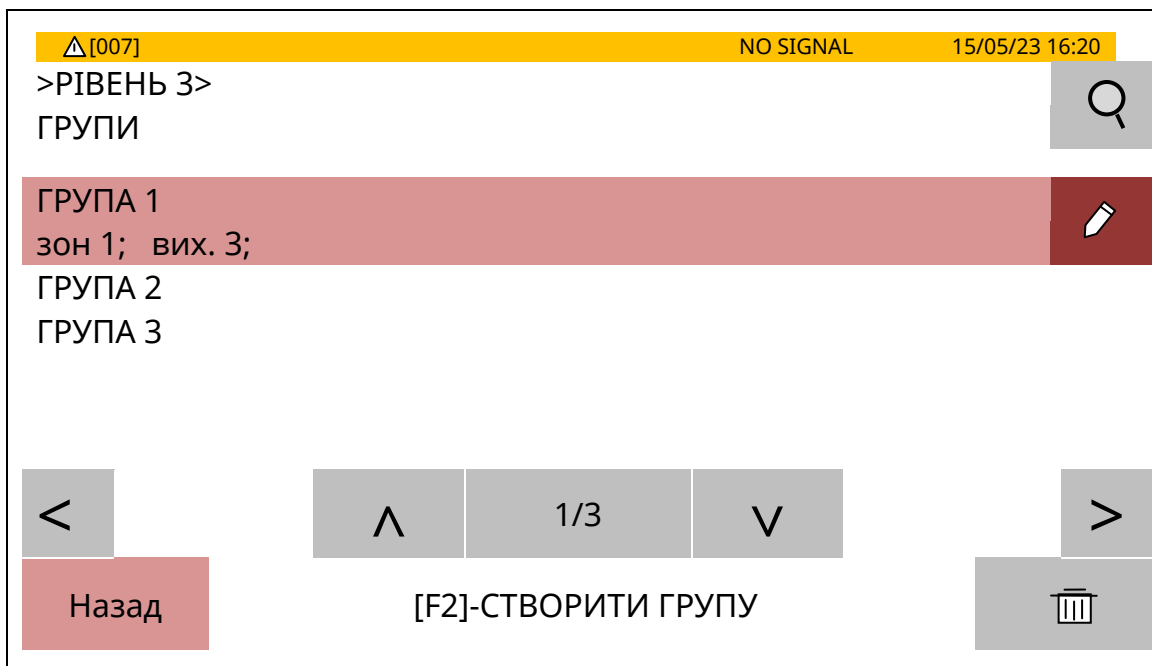 [007] NO SIGNAL 15/05/23 16:20
>РІВЕНЬ 3>
ГРУПИ
ГРУПА 1
зон 1; вих. 3;
ГРУПА 2
ГРУПА 3
< Λ 1/3 V >
Назад [F2]-СТВОРИТИ ГРУПУ